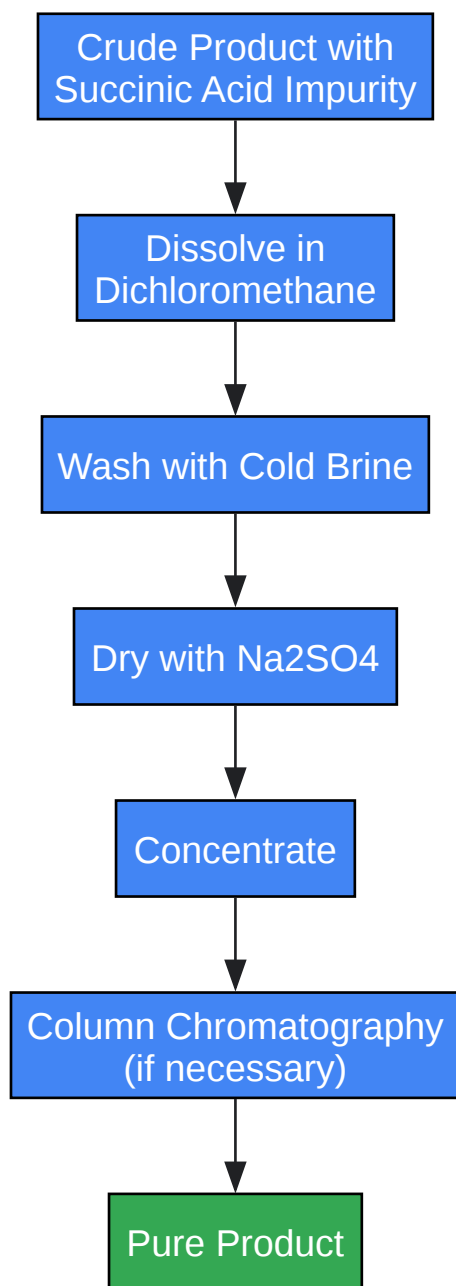 Crude Product with
Succinic Acid Impurity
Dissolve in
Dichloromethane
Wash with Cold Brine
Dry with Na2SO4
Concentrate
Column Chromatography
(if necessary)
Pure Product